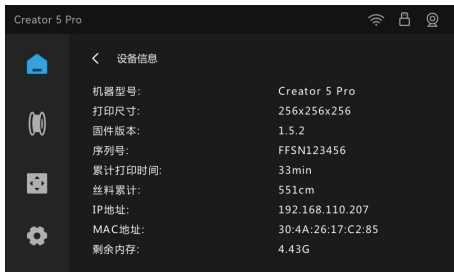 Creator 5 Pro
设备信息
机器型号: Creator 5 Pro
打印尺寸: 256x256x256
固件版本: 1.5.2
序列号: FFSN123456
累计打印时间: 33min
丝料累计: 551cm
IP地址: 192.168.110.207
MAC地址: 30:4A:26:17:C2:85
剩余内存: 4.43G